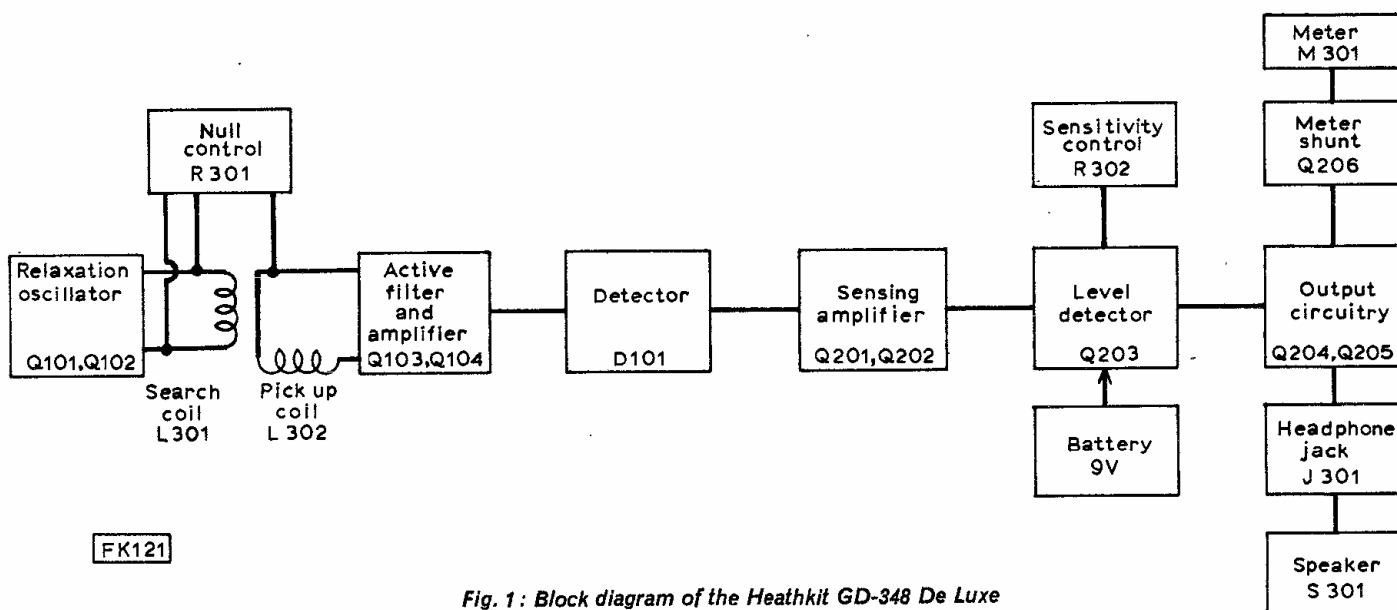 Meter
M 301
Null
control
R 301
Sensitivity
control
R 302
Meter
shunt
Q206
Relaxation
oscillator
Q101,Q102
Active
filter
and
amplifier
Q103,Q104
Detector
D101
Sensing
amplifier
Q201,Q202
Level
detector
Q203
Output
circuitry
Q204,Q205
Search
coil
L301
Pick up
coil
L 302
Battery
9V
Headphone
jack
J 301
Speaker
S 301
FK121
Fig. 1 : Block diagram of the Heathkit GD-348 De Luxe